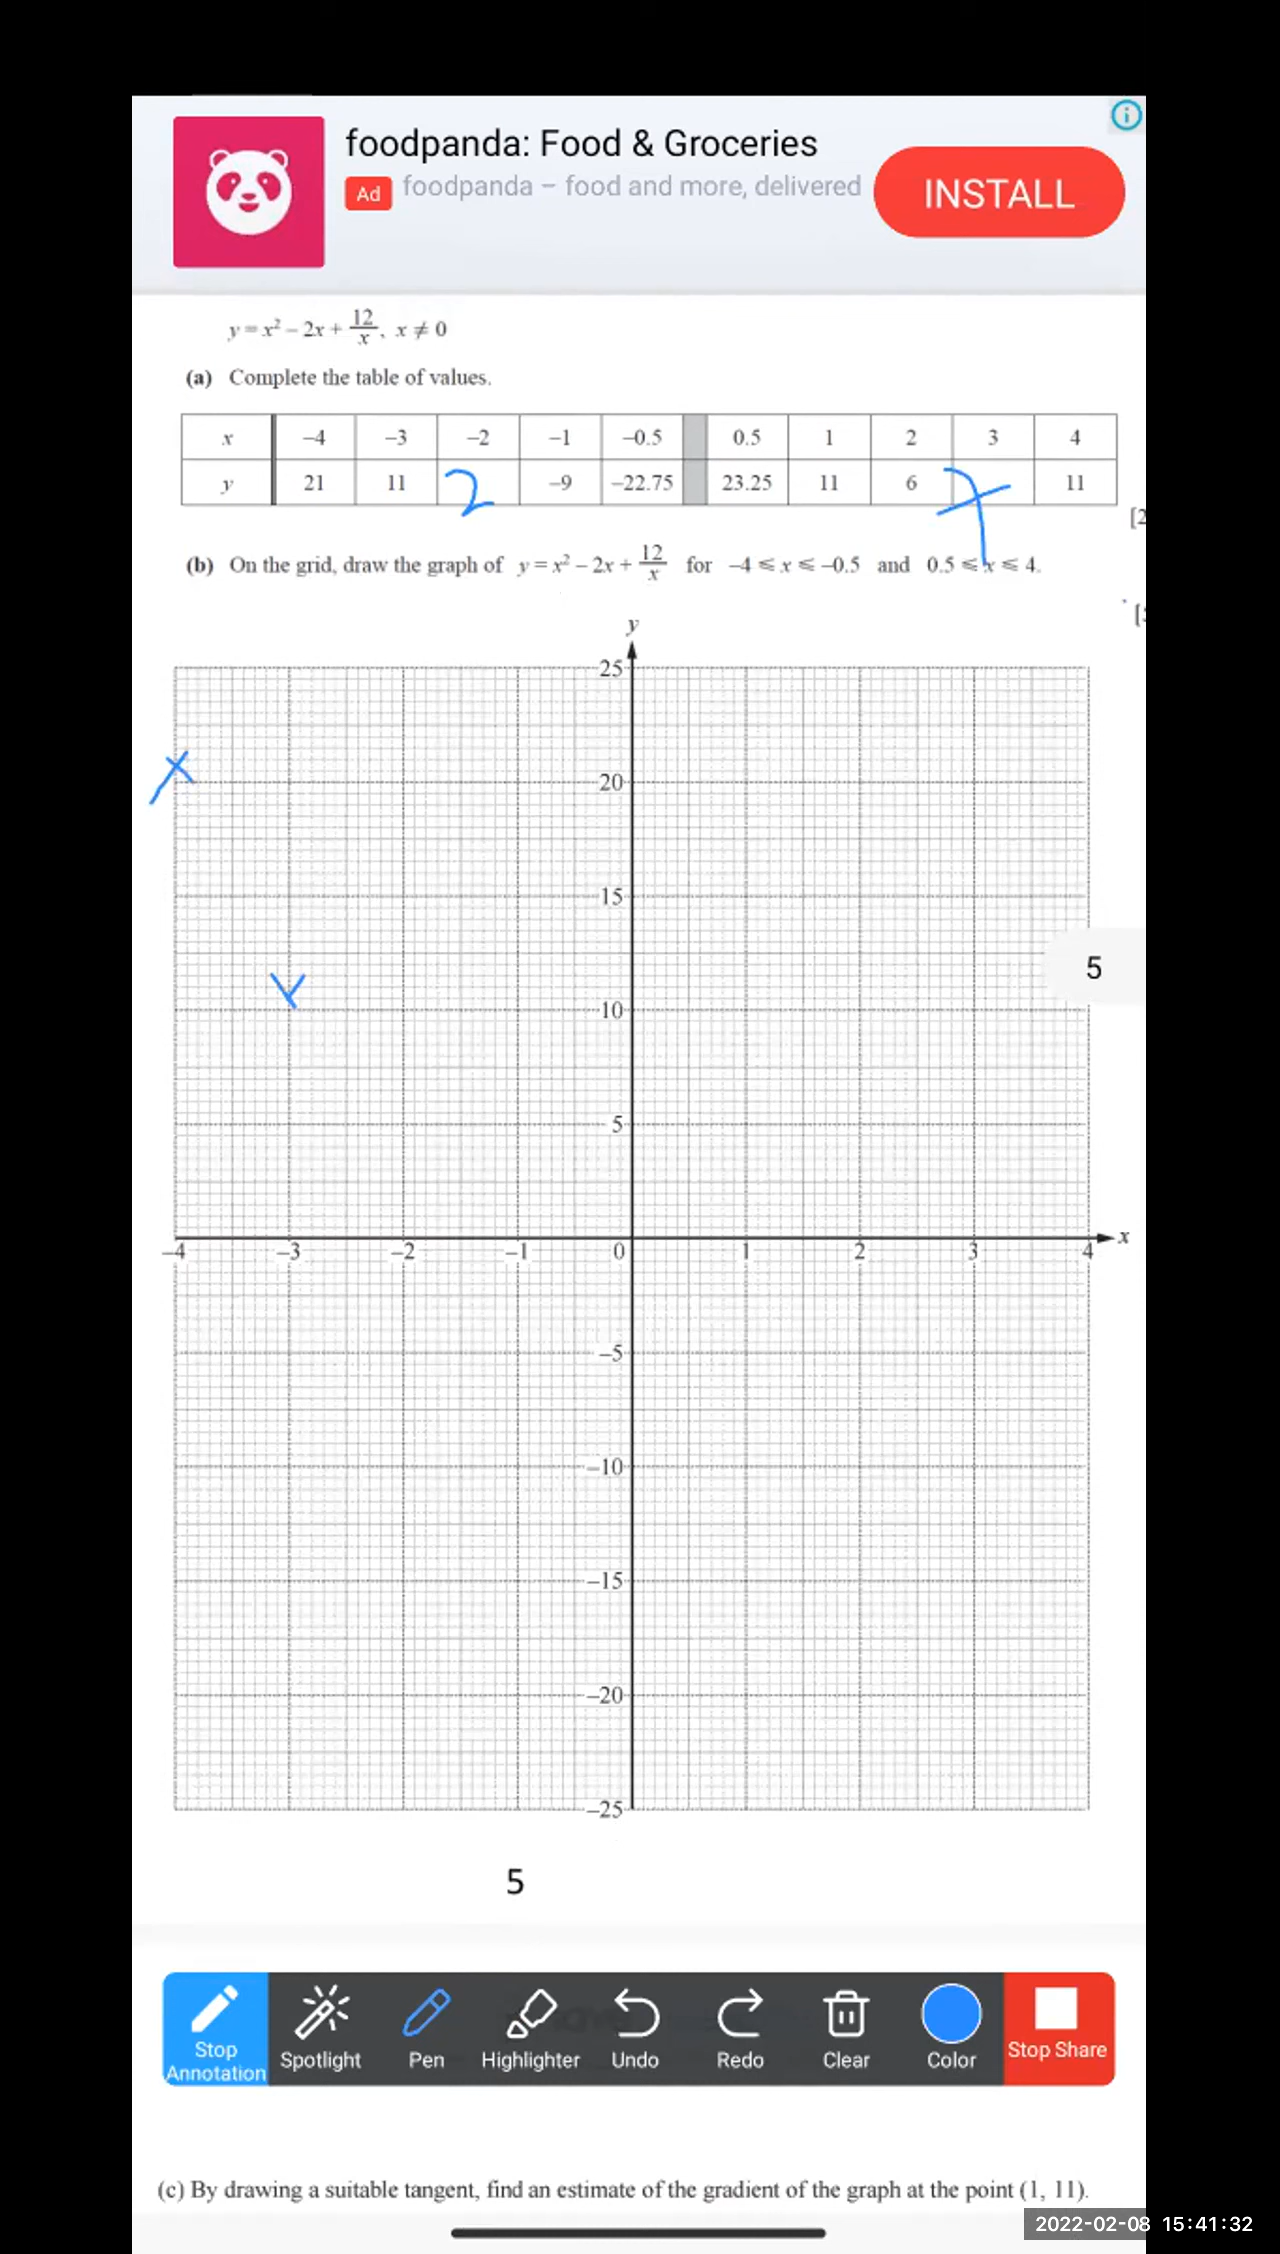 foodpanda: Food & Groceries
Ad foodpanda – food and more, delivered
INSTALL
y = x² – 2x + 12/x, x ≠ 0
(a) Complete the table of values.
x –4 –3 –2 –1 –0.5 0.5 1 2 3 4
y 21 11 2 –9 –22.75 23.25 11 6 7 11
[2
(b) On the grid, draw the graph of y = x² – 2x + 12/x for –4 ⩽ x ⩽ –0.5 and 0.5 ⩽ x ⩽ 4.
y
25
20
15
5
10
5
–4 –3 –2 –1 0 1 2 3 4 x
–5
–10
–15
–20
–25
5
Stop Annotation
Spotlight
Pen
Highlighter
Undo
Redo
Clear
Color
Stop Share
(c) By drawing a suitable tangent, find an estimate of the gradient of the graph at the point (1, 11).
2022-02-08 15:41:32